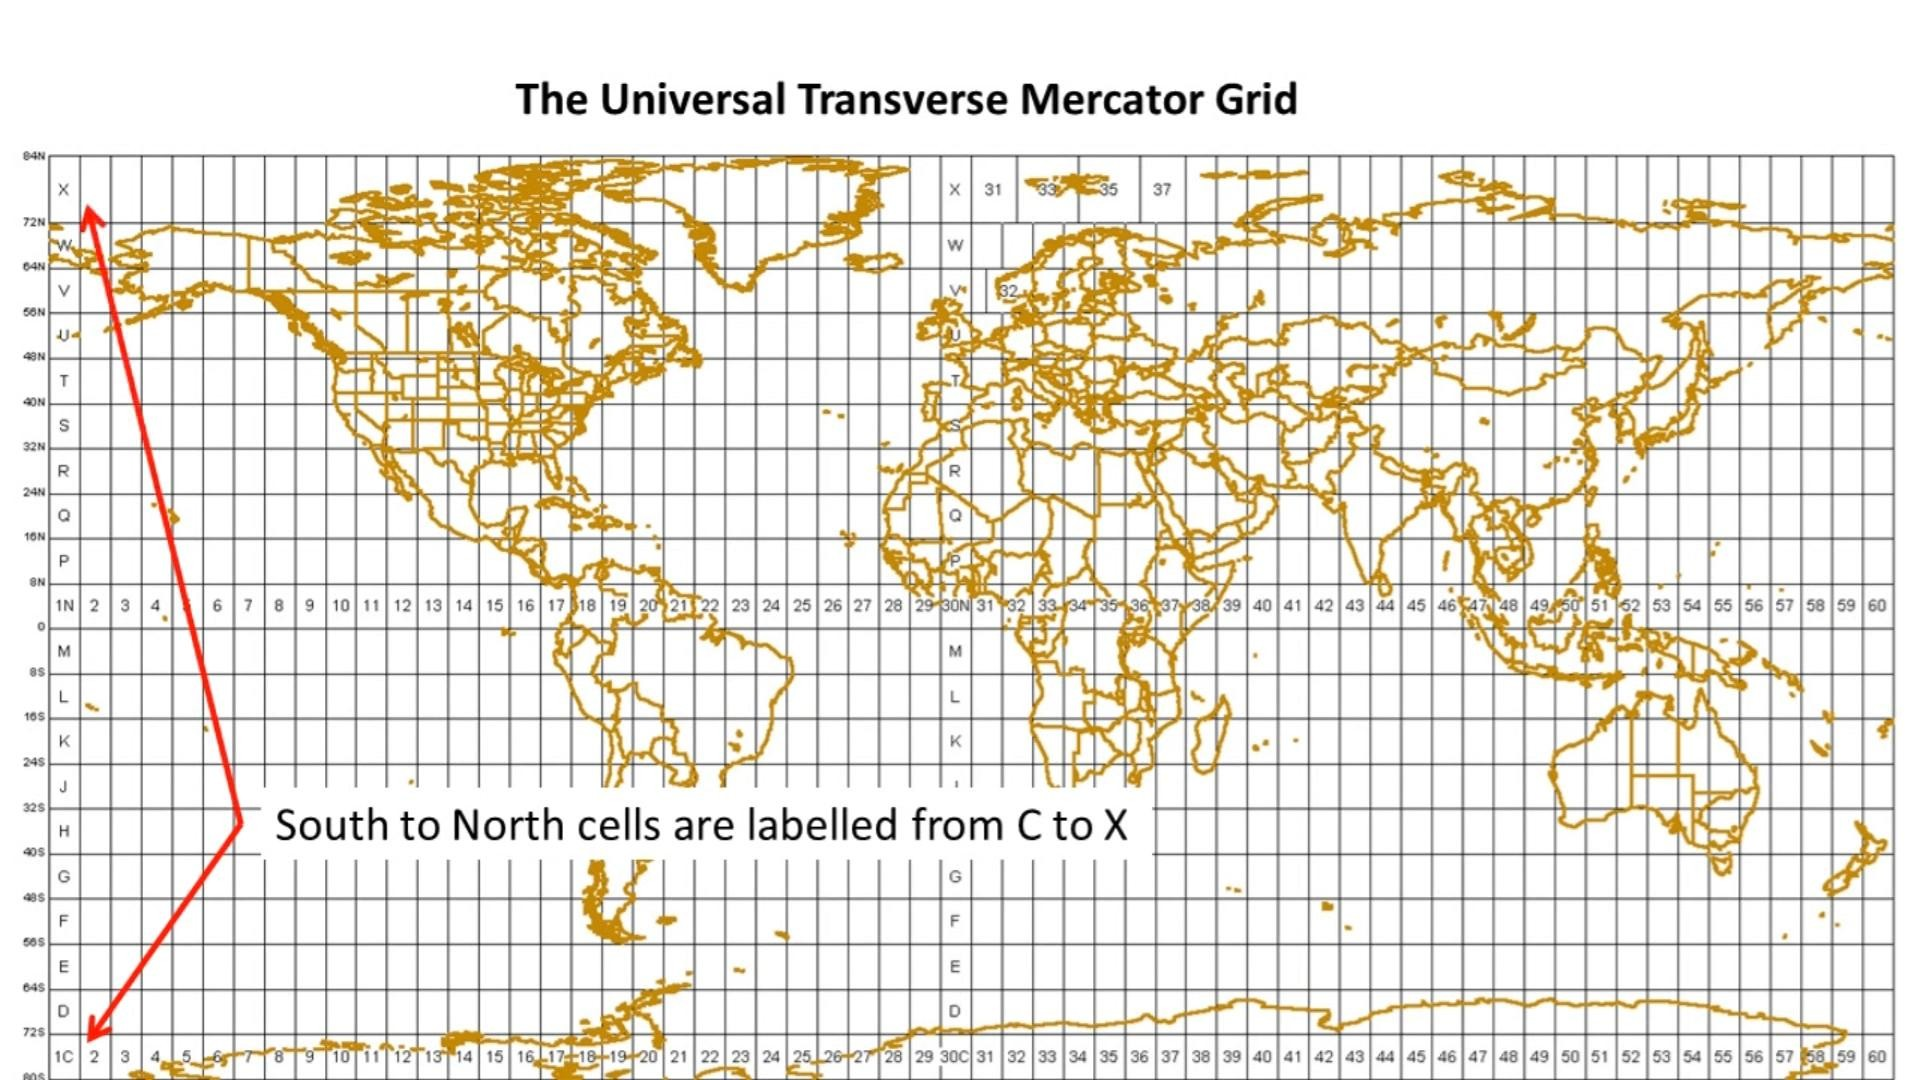 The Universal Transverse Mercator Grid
84N
X X 31 33 35 37
72N
W W
64N
V V 32
56N
U U
48N
T T
40N
S S
32N
R R
24N
Q Q
16N
P P
8N
1N 2 3 4 5 6 7 8 9 10 11 12 13 14 15 16 17 18 19 20 21 22 23 24 25 26 27 28 29 30N 31 32 33 34 35 36 37 38 39 40 41 42 43 44 45 46 47 48 49 50 51 52 53 54 55 56 57 58 59 60
0
M M
8S
L L
16S
K K
24S
J
32S
South to North cells are labelled from C to X
H
40S
G G
48S
F F
56S
E E
64S
D D
72S
1C 2 3 4 5 6 7 8 9 10 11 12 13 14 15 16 17 18 19 20 21 22 23 24 25 26 27 28 29 30C 31 32 33 34 35 36 37 38 39 40 41 42 43 44 45 46 47 48 49 50 51 52 53 54 55 56 57 58 59 60
80S